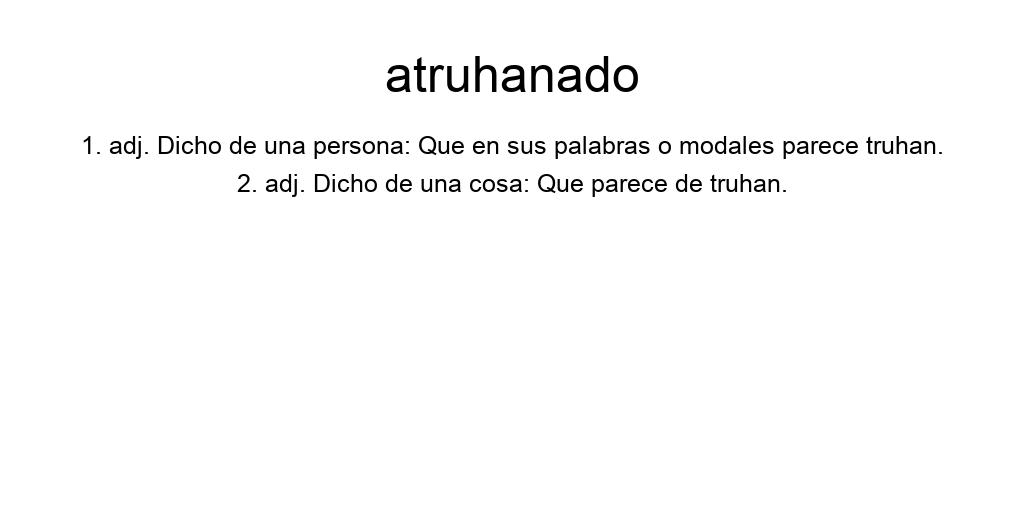 atruhanado
1. adj. Dicho de una persona: Que en sus palabras o modales parece truhan.
2. adj. Dicho de una cosa: Que parece de truhan.